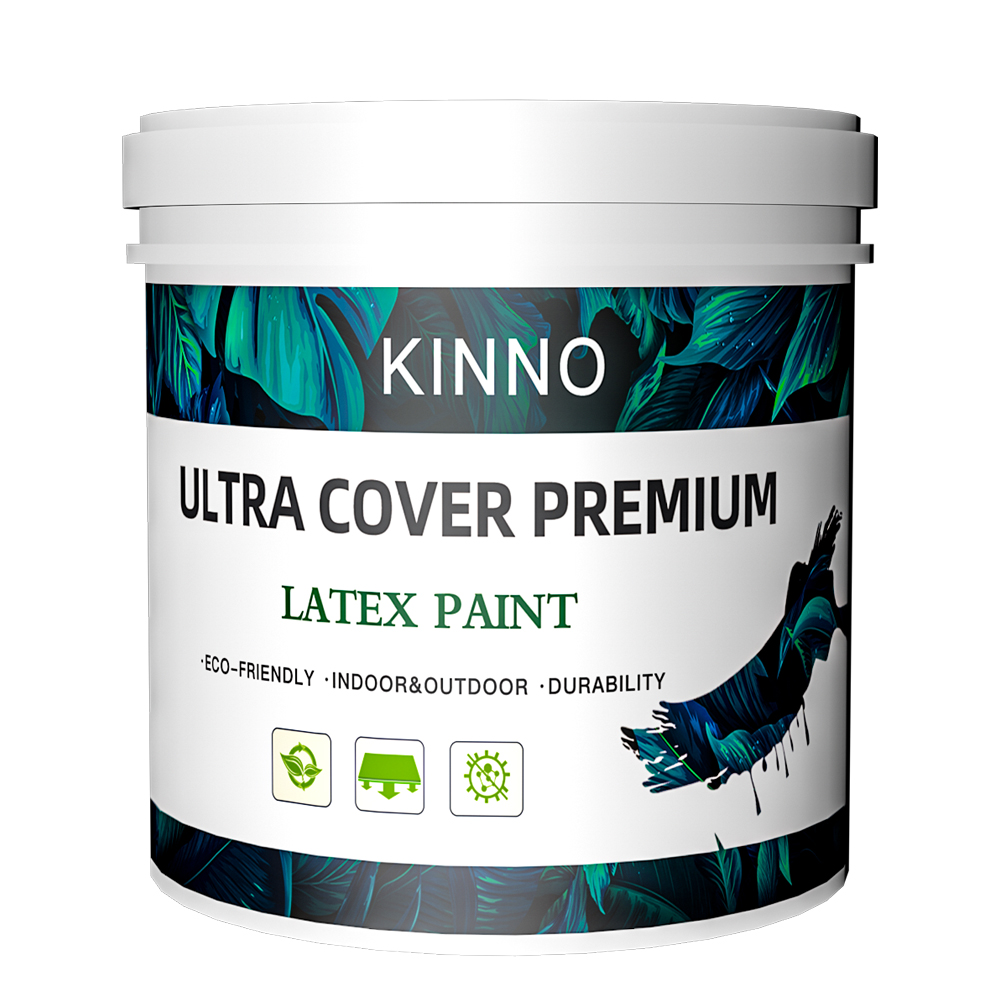 KINNO
ULTRA COVER PREMIUM
LATEX PAINT
·ECO-FRIENDLY ·INDOOR&OUTDOOR ·DURABILITY